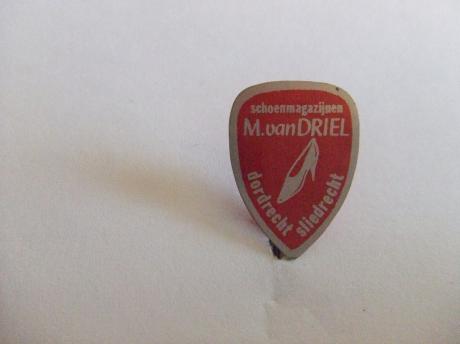 schoenmagazijnen
M.vanDRIEL
dordrecht sliedrecht